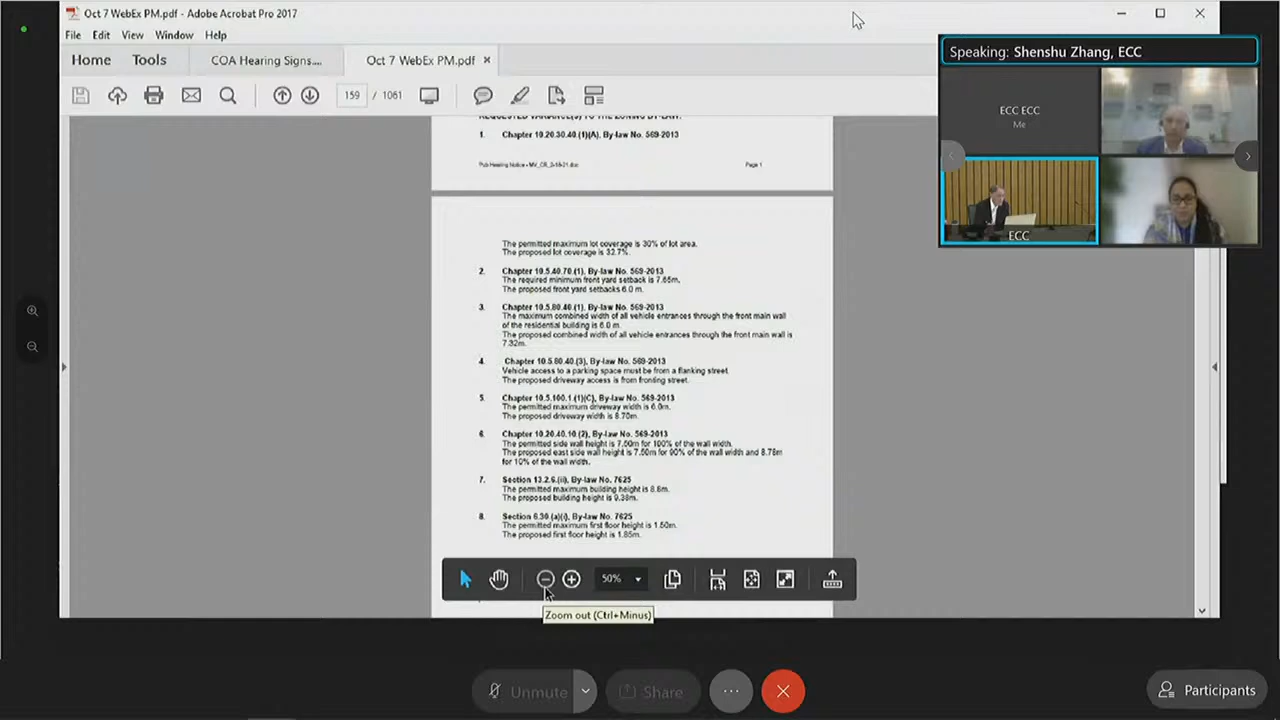 Oct 7 WebEx PM.pdf - Adobe Acrobat Pro 2017
File Edit View Window Help
Home Tools COA Hearing Signs.... Oct 7 WebEx PM.pdf ×
159 / 1061
Speaking: Shenshu Zhang, ECC
ECC ECC
Me
ECC
REQUESTED VARIANCE(S) TO THE ZONING BY-LAW:
1. Chapter 10.20.30.40.(1)(A), By-law No. 569-2013
Page 1
The permitted maximum lot coverage is 30% of lot area.
The proposed lot coverage is 32.7%.
2. Chapter 10.5.40.70.(1), By-law No. 569-2013
The required minimum front yard setback is 7.65m.
The proposed front yard setbacks 6.0 m.
3. Chapter 10.5.80.40.(1), By-law No. 569-2013
The maximum combined width of all vehicle entrances through the front main wall
of the residential building is 6.0 m.
The proposed combined width of all vehicle entrances through the front main wall is
7.32m.
4. Chapter 10.5.80.40.(3), By-law No. 569-2013
Vehicle access to a parking space must be from a flanking street.
The proposed driveway access is from fronting street.
5. Chapter 10.5.100.1.(1)(C), By-law No. 569-2013
The permitted maximum driveway width is 6.0m.
The proposed driveway width is 8.70m.
6. Chapter 10.20.40.10.(2), By-law No. 569-2013
The permitted side wall height is 7.50m for 100% of the wall width.
The proposed east side wall height is 7.50m for 90% of the wall width and 8.78m
for 10% of the wall width.
7. Section 13.2.6.(ii), By-law No. 7625
The permitted maximum building height is 8.8m.
The proposed building height is 9.38m.
8. Section 6.30 (a)(i), By-law No. 7625
The permitted maximum first floor height is 1.50m.
The proposed first floor height is 1.85m.
50%
Zoom out (Ctrl+Minus)
Unmute Share ... Participants